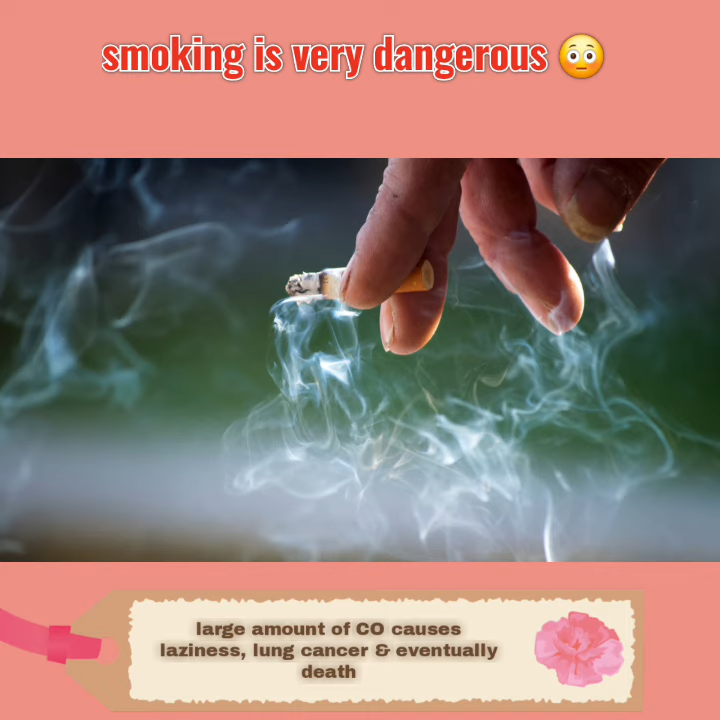 smoking is very dangerous 😳
large amount of CO causes
laziness, lung cancer & eventually
death